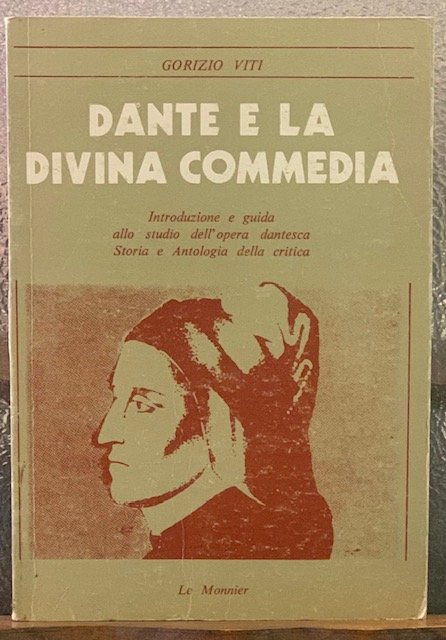 GORIZIO VITI
DANTE E LA
DIVINA COMMEDIA
Introduzione e guida
allo studio dell'opera dantesca
Storia e Antologia della critica
Le Monnier